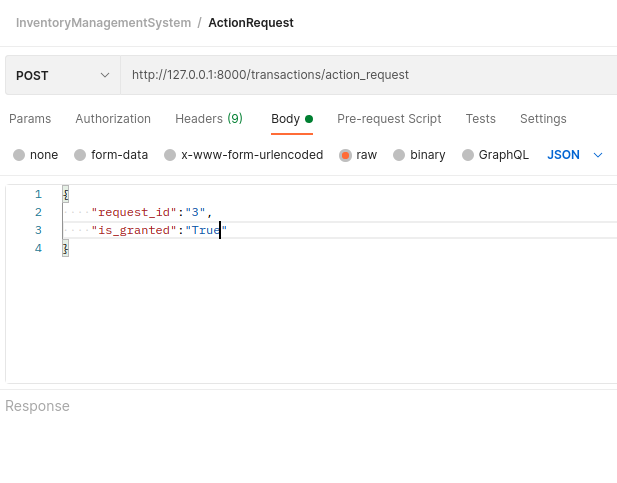 InventoryManagementSystem / ActionRequest
POST http://127.0.0.1:8000/transactions/action_request
Params Authorization Headers (9) Body Pre-request Script Tests Settings
none form-data x-www-form-urlencoded raw binary GraphQL JSON
1 {
2 "request_id":"3",
3 "is_granted":"True"
4 }
Response